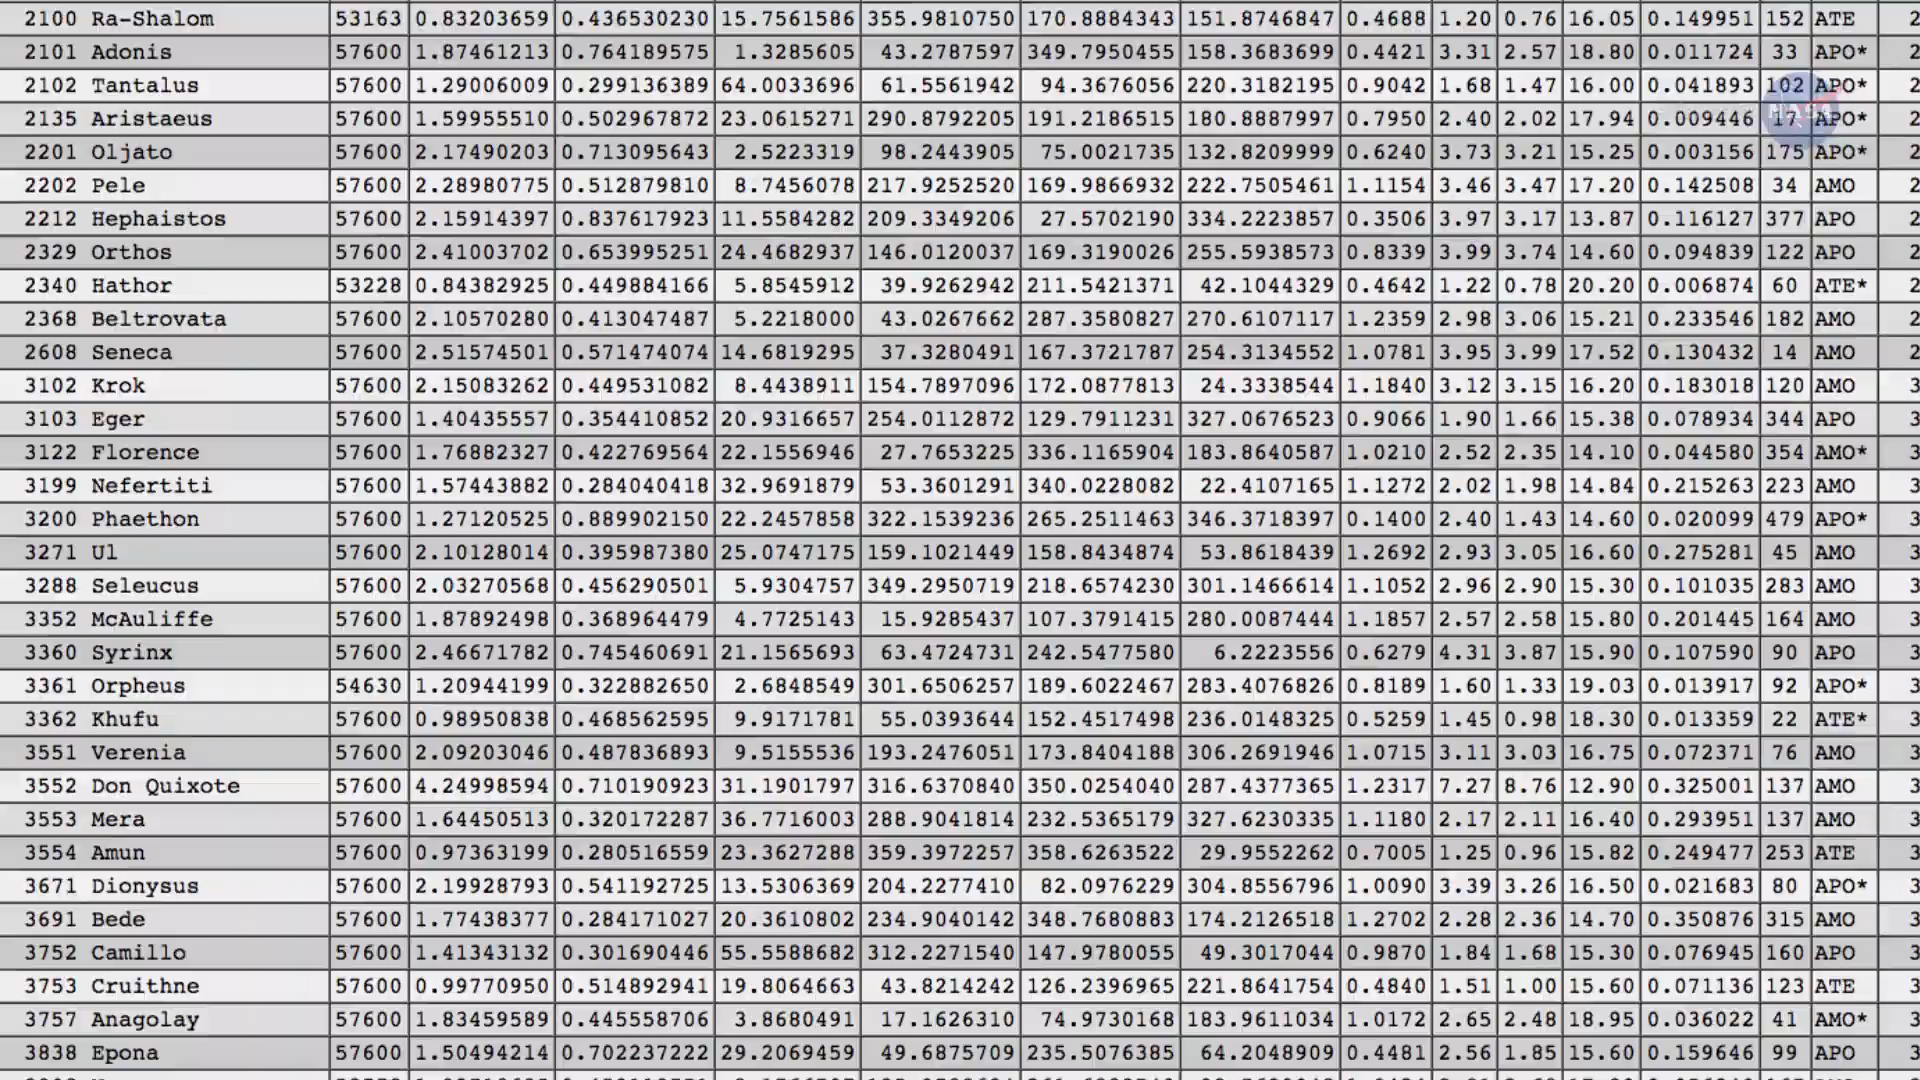 2100 Ra-Shalom 53163 0.83203659 0.436530230 15.7561586 355.9810750 170.8884343 151.8746847 0.4688 1.20 0.76 16.05 0.149951 152 ATE 2
2101 Adonis 57600 1.87461213 0.764189575 1.3285605 43.2787597 349.7950455 158.3683699 0.4421 3.31 2.57 18.80 0.011724 33 APO* 2
2102 Tantalus 57600 1.29006009 0.299136389 64.0033696 61.5561942 94.3676056 220.3182195 0.9042 1.68 1.47 16.00 0.041893 102 APO* 2
2135 Aristaeus 57600 1.59955510 0.502967872 23.0615271 290.8792205 191.2186515 180.8887997 0.7950 2.40 2.02 17.94 0.009446 17 APO* 2
NASA
2201 Oljato 57600 2.17490203 0.713095643 2.5223319 98.2443905 75.0021735 132.8209999 0.6240 3.73 3.21 15.25 0.003156 175 APO* 2
2202 Pele 57600 2.28980775 0.512879810 8.7456078 217.9252520 169.9866932 222.7505461 1.1154 3.46 3.47 17.20 0.142508 34 AMO 2
2212 Hephaistos 57600 2.15914397 0.837617923 11.5584282 209.3349206 27.5702190 334.2223857 0.3506 3.97 3.17 13.87 0.116127 377 APO 2
2329 Orthos 57600 2.41003702 0.653995251 24.4682937 146.0120037 169.3190026 255.5938573 0.8339 3.99 3.74 14.60 0.094839 122 APO 2
2340 Hathor 53228 0.84382925 0.449884166 5.8545912 39.9262942 211.5421371 42.1044329 0.4642 1.22 0.78 20.20 0.006874 60 ATE* 2
2368 Beltrovata 57600 2.10570280 0.413047487 5.2218000 43.0267662 287.3580827 270.6107117 1.2359 2.98 3.06 15.21 0.233546 182 AMO 2
2608 Seneca 57600 2.51574501 0.571474074 14.6819295 37.3280491 167.3721787 254.3134552 1.0781 3.95 3.99 17.52 0.130432 14 AMO 2
3102 Krok 57600 2.15083262 0.449531082 8.4438911 154.7897096 172.0877813 24.3338544 1.1840 3.12 3.15 16.20 0.183018 120 AMO 3
3103 Eger 57600 1.40435557 0.354410852 20.9316657 254.0112872 129.7911231 327.0676523 0.9066 1.90 1.66 15.38 0.078934 344 APO 3
3122 Florence 57600 1.76882327 0.422769564 22.1556946 27.7653225 336.1165904 183.8640587 1.0210 2.52 2.35 14.10 0.044580 354 AMO* 3
3199 Nefertiti 57600 1.57443882 0.284040418 32.9691879 53.3601291 340.0228082 22.4107165 1.1272 2.02 1.98 14.84 0.215263 223 AMO 3
3200 Phaethon 57600 1.27120525 0.889902150 22.2457858 322.1539236 265.2511463 346.3718397 0.1400 2.40 1.43 14.60 0.020099 479 APO* 3
3271 Ul 57600 2.10128014 0.395987380 25.0747175 159.1021449 158.8434874 53.8618439 1.2692 2.93 3.05 16.60 0.275281 45 AMO 3
3288 Seleucus 57600 2.03270568 0.456290501 5.9304757 349.2950719 218.6574230 301.1466614 1.1052 2.96 2.90 15.30 0.101035 283 AMO 3
3352 McAuliffe 57600 1.87892498 0.368964479 4.7725143 15.9285437 107.3791415 280.0087444 1.1857 2.57 2.58 15.80 0.201445 164 AMO 3
3360 Syrinx 57600 2.46671782 0.745460691 21.1565693 63.4724731 242.5477580 6.2223556 0.6279 4.31 3.87 15.90 0.107590 90 APO 3
3361 Orpheus 54630 1.20944199 0.322882650 2.6848549 301.6506257 189.6022467 283.4076826 0.8189 1.60 1.33 19.03 0.013917 92 APO* 3
3362 Khufu 57600 0.98950838 0.468562595 9.9171781 55.0393644 152.4517498 236.0148325 0.5259 1.45 0.98 18.30 0.013359 22 ATE* 3
3551 Verenia 57600 2.09203046 0.487836893 9.5155536 193.2476051 173.8404188 306.2691946 1.0715 3.11 3.03 16.75 0.072371 76 AMO 3
3552 Don Quixote 57600 4.24998594 0.710190923 31.1901797 316.6370840 350.0254040 287.4377365 1.2317 7.27 8.76 12.90 0.325001 137 AMO 3
3553 Mera 57600 1.64450513 0.320172287 36.7716003 288.9041814 232.5365179 327.6230335 1.1180 2.17 2.11 16.40 0.293951 137 AMO 3
3554 Amun 57600 0.97363199 0.280516559 23.3627288 359.3972257 358.6263522 29.9552262 0.7005 1.25 0.96 15.82 0.249477 253 ATE 3
3671 Dionysus 57600 2.19928793 0.541192725 13.5306369 204.2277410 82.0976229 304.8556796 1.0090 3.39 3.26 16.50 0.021683 80 APO* 3
3691 Bede 57600 1.77438377 0.284171027 20.3610802 234.9040142 348.7680883 174.2126518 1.2702 2.28 2.36 14.70 0.350876 315 AMO 3
3752 Camillo 57600 1.41343132 0.301690446 55.5588682 312.2271540 147.9780055 49.3017044 0.9870 1.84 1.68 15.30 0.076945 160 APO 3
3753 Cruithne 57600 0.99770950 0.514892941 19.8064663 43.8214242 126.2396965 221.8641754 0.4840 1.51 1.00 15.60 0.071136 123 ATE 3
3757 Anagolay 57600 1.83459589 0.445558706 3.8680491 17.1626310 74.9730168 183.9611034 1.0172 2.65 2.48 18.95 0.036022 41 AMO* 3
3838 Epona 57600 1.50494214 0.702237222 29.2069459 49.6875709 235.5076385 64.2048909 0.4481 2.56 1.85 15.60 0.159646 99 APO 3